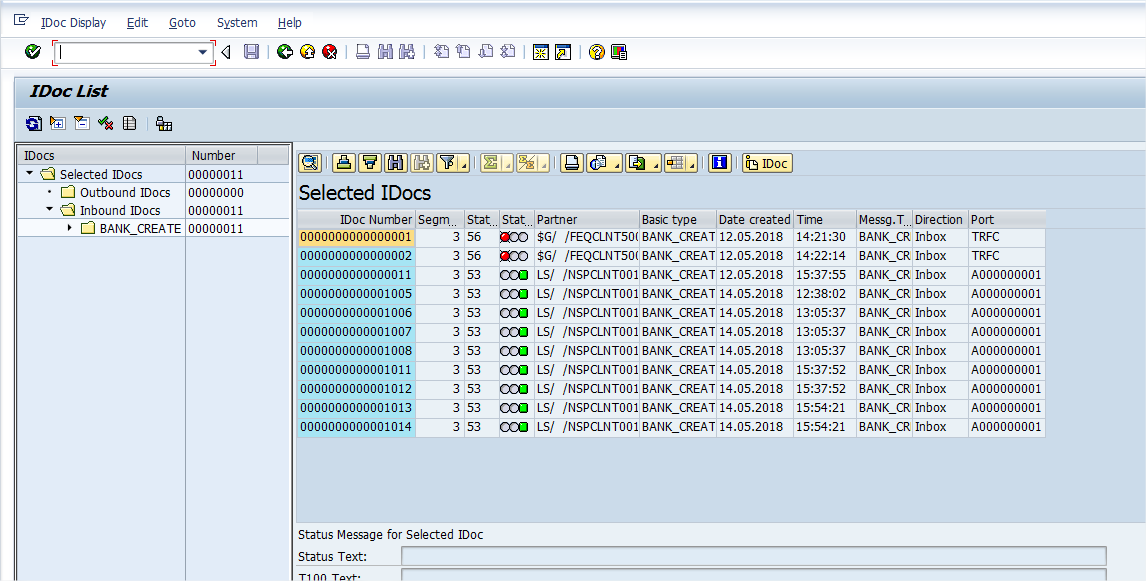 IDoc Display Edit Goto System Help
IDoc List
IDocs Number
Selected IDocs 00000011
Outbound IDocs 00000000
Inbound IDocs 00000011
BANK_CREATE 00000011
IDoc
Selected IDocs
IDoc Number Segm... Stat... Stat... Partner Basic type Date created Time Messg.T... Direction Port
0000000000000001 3 56 $G/ /FEQCLNT500 BANK_CREAT 12.05.2018 14:21:30 BANK_CR Inbox TRFC
0000000000000002 3 56 $G/ /FEQCLNT500 BANK_CREAT 12.05.2018 14:22:14 BANK_CR Inbox TRFC
0000000000000011 3 53 LS/ /NSPCLNT001 BANK_CREAT 12.05.2018 15:37:55 BANK_CR Inbox A000000001
0000000000001005 3 53 LS/ /NSPCLNT001 BANK_CREAT 14.05.2018 12:38:02 BANK_CR Inbox A000000001
0000000000001006 3 53 LS/ /NSPCLNT001 BANK_CREAT 14.05.2018 13:05:37 BANK_CR Inbox A000000001
0000000000001007 3 53 LS/ /NSPCLNT001 BANK_CREAT 14.05.2018 13:05:37 BANK_CR Inbox A000000001
0000000000001008 3 53 LS/ /NSPCLNT001 BANK_CREAT 14.05.2018 13:05:37 BANK_CR Inbox A000000001
0000000000001011 3 53 LS/ /NSPCLNT001 BANK_CREAT 14.05.2018 15:37:52 BANK_CR Inbox A000000001
0000000000001012 3 53 LS/ /NSPCLNT001 BANK_CREAT 14.05.2018 15:37:52 BANK_CR Inbox A000000001
0000000000001013 3 53 LS/ /NSPCLNT001 BANK_CREAT 14.05.2018 15:54:21 BANK_CR Inbox A000000001
0000000000001014 3 53 LS/ /NSPCLNT001 BANK_CREAT 14.05.2018 15:54:21 BANK_CR Inbox A000000001
Status Message for Selected IDoc
Status Text:
T100 Text: